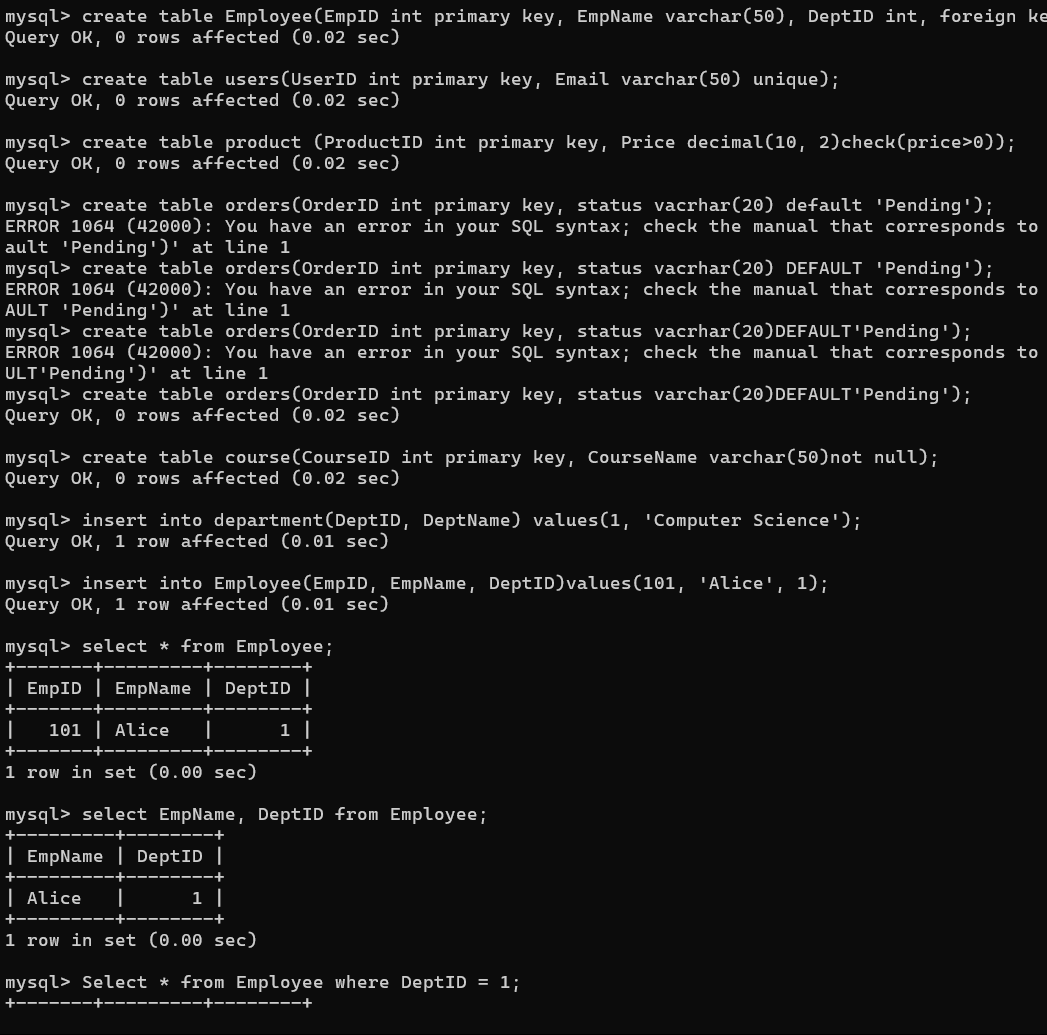 mysql> create table Employee(EmpID int primary key, EmpName varchar(50), DeptID int, foreign ke
Query OK, 0 rows affected (0.02 sec)
mysql> create table users(UserID int primary key, Email varchar(50) unique);
Query OK, 0 rows affected (0.02 sec)
mysql> create table product (ProductID int primary key, Price decimal(10, 2)check(price>0));
Query OK, 0 rows affected (0.02 sec)
mysql> create table orders(OrderID int primary key, status vacrhar(20) default 'Pending');
ERROR 1064 (42000): You have an error in your SQL syntax; check the manual that corresponds to
ault 'Pending')' at line 1
mysql> create table orders(OrderID int primary key, status vacrhar(20) DEFAULT 'Pending');
ERROR 1064 (42000): You have an error in your SQL syntax; check the manual that corresponds to
AULT 'Pending')' at line 1
mysql> create table orders(OrderID int primary key, status vacrhar(20)DEFAULT'Pending');
ERROR 1064 (42000): You have an error in your SQL syntax; check the manual that corresponds to
ULT'Pending')' at line 1
mysql> create table orders(OrderID int primary key, status varchar(20)DEFAULT'Pending');
Query OK, 0 rows affected (0.02 sec)
mysql> create table course(CourseID int primary key, CourseName varchar(50)not null);
Query OK, 0 rows affected (0.02 sec)
mysql> insert into department(DeptID, DeptName) values(1, 'Computer Science');
Query OK, 1 row affected (0.01 sec)
mysql> insert into Employee(EmpID, EmpName, DeptID)values(101, 'Alice', 1);
Query OK, 1 row affected (0.01 sec)
mysql> select * from Employee;
+-------+---------+--------+
| EmpID | EmpName | DeptID |
+-------+---------+--------+
|   101 | Alice   |      1 |
+-------+---------+--------+
1 row in set (0.00 sec)
mysql> select EmpName, DeptID from Employee;
+---------+--------+
| EmpName | DeptID |
+---------+--------+
| Alice   |      1 |
+---------+--------+
1 row in set (0.00 sec)
mysql> Select * from Employee where DeptID = 1;
+-------+---------+--------+